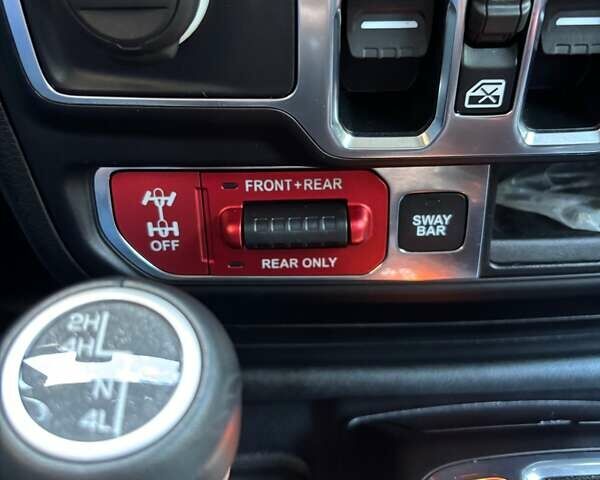 FRONT+REAR
OFF
REAR ONLY
SWAY
BAR
2H
4H
N
4L